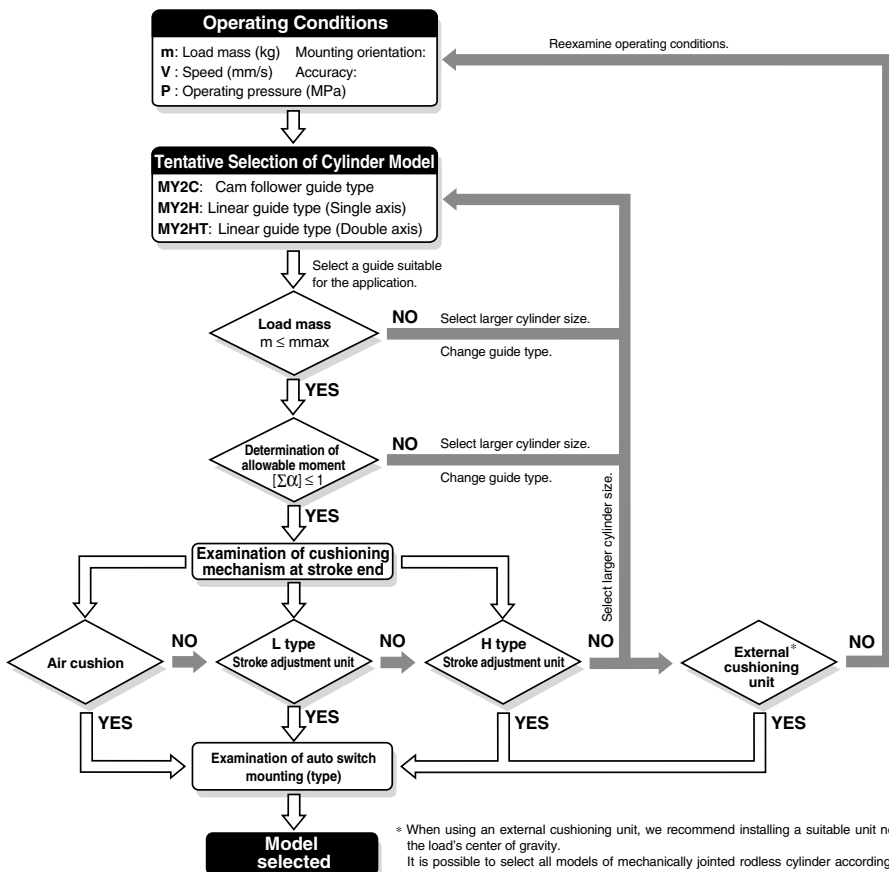 Operating Conditions
m: Load mass (kg) Mounting orientation:
V : Speed (mm/s) Accuracy:
P : Operating pressure (MPa)
Reexamine operating conditions.
Tentative Selection of Cylinder Model
MY2C: Cam follower guide type
MY2H: Linear guide type (Single axis)
MY2HT: Linear guide type (Double axis)
Select a guide suitable
for the application.
Load mass
m ≤ mmax
NO
Select larger cylinder size.
Change guide type.
YES
Determination of
allowable moment
[Σα] ≤ 1
NO
Select larger cylinder size.
Change guide type.
YES
Select larger cylinder size.
Examination of cushioning
mechanism at stroke end
Air cushion
NO
L type
Stroke adjustment unit
NO
H type
Stroke adjustment unit
NO
External*
cushioning
unit
NO
YES
YES
YES
YES
Examination of auto switch
mounting (type)
Model
selected
* When using an external cushioning unit, we recommend installing a suitable unit
the load's center of gravity.
It is possible to select all models of mechanically jointed rodless cylinder